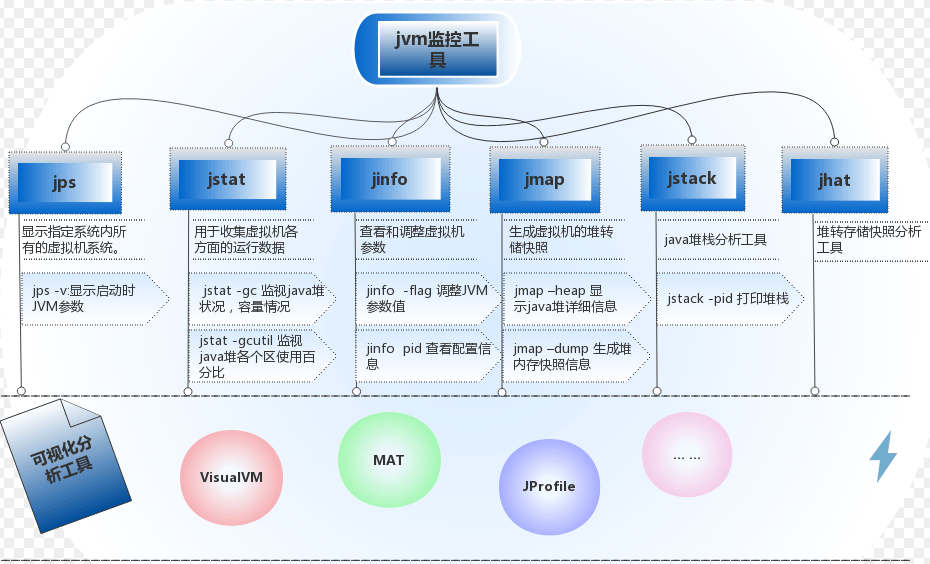 jvm监控工
具
jps
jstat
jinfo
jmap
jstack
jhat
显示指定系统内所
有的虚拟机系统。
用于收集虚拟机各
方面的运行数据
查看和调整虚拟机
参数
生成虚拟机的堆转
储快照
java堆栈分析工具
堆转存储快照分析
工具
jps -v:显示启动时
JVM参数
jstat -gc 监视java堆
状况，容量情况
jinfo -flag 调整JVM
参数值
jmap –heap 显
示java堆详细信息
jstack -pid 打印堆栈
jstat -gcutil 监视
java堆各个区使用百
分比
jinfo pid 查看配置信
息
jmap –dump 生成堆
内存快照信息
可视化分
析工具
VisualVM
MAT
JProfile
... ...